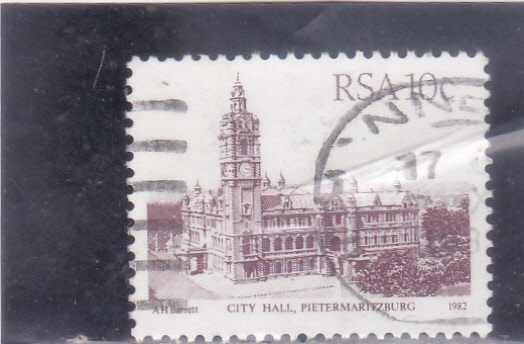 RSA 10c
17
A H Barrett CITY HALL, PIETERMARITZBURG 1982